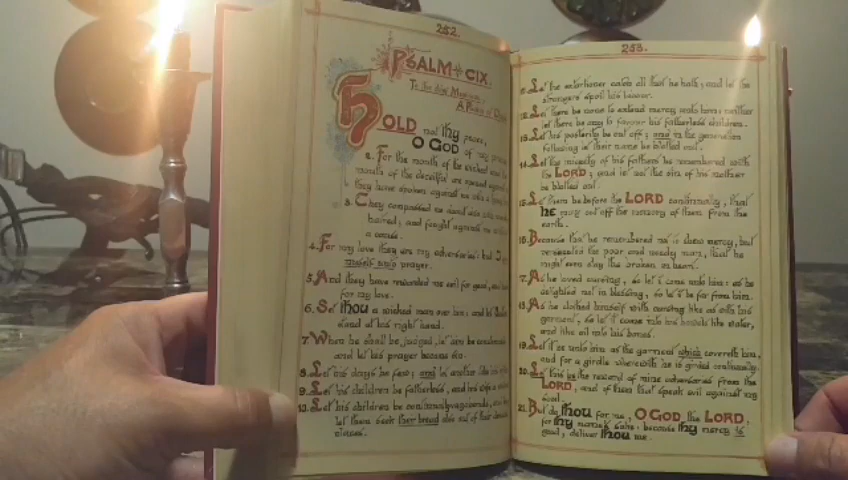 252.
PSALM CIX.
To the chief Musician,
A Psalm of
HOLD not thy peace,
O GOD of my praise
2. For the mouth of the wicked and the
mouth of the deceitful are opened against
they have spoken against me with a
3. They compassed me about with
hatred; and fought against me
a cause.
4. For my love they are my adversaries: but I
myself unto prayer.
5. And they have rewarded me evil for good, and
for my love.
6. Set thou a wicked man over him: and let
stand at his right hand.
7. When he shall be judged, let him be condemned:
and let his prayer become sin.
8. Let his days be few; and let another take his
9. Let his children be fatherless, and his wife a
10. Let his children be continually vagabonds, and
let them seek their bread also out of their desolate
places.
253.
11. Let the extortioner catch all that he hath; and let the
strangers spoil his labour.
12. Let there be none to extend mercy unto him: neither
let there be any to favour his fatherless children.
13. Let his posterity be cut off; and in the generation
following let their name be blotted out.
14. Let the iniquity of his fathers be remembered with
the LORD; and let not the sin of his mother
be blotted out.
15. Let them be before the LORD continually, that
he may cut off the memory of them from the
earth.
16. Because that he remembered not to shew mercy, but
persecuted the poor and needy man, that he
might even slay the broken in heart.
17. As he loved cursing, so let it come unto him: as he
delighted not in blessing, so let it be far from him.
18. As he clothed himself with cursing like as with his
garment, so let it come into his bowels like water,
and like oil into his bones.
19. Let it be unto him as the garment which covereth him,
and for a girdle wherewith he is girded continually.
20. Let this be the reward of mine adversaries from the
LORD, and of them that speak evil against my
soul.
21. But do thou for me, O GOD the LORD,
for thy name's sake: because thy mercy is
good, deliver thou me.